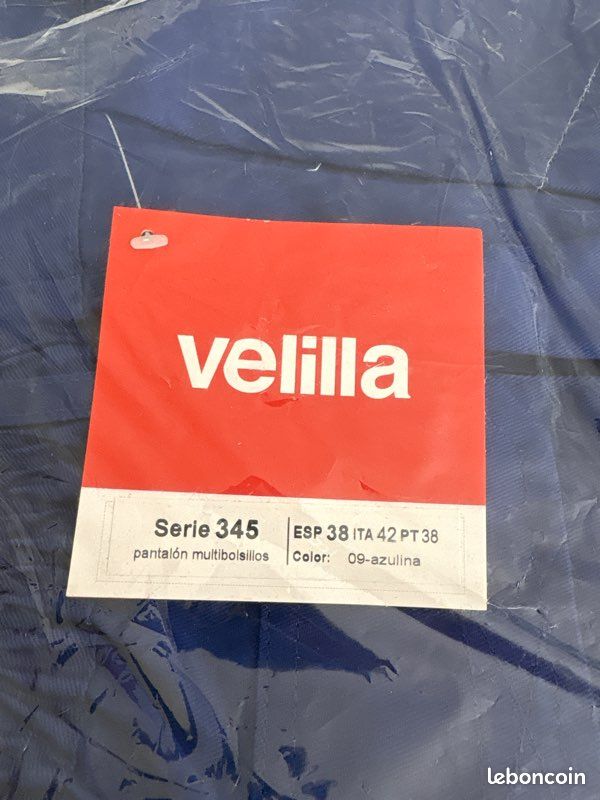 velilla
Serie 345
pantalón multibolsillos
ESP 38 ITA 42 PT 38
Color: 09-azulina
leboncoin